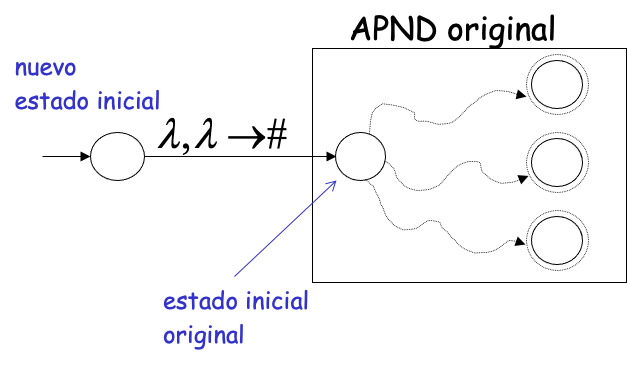 APND original
nuevo
estado inicial
λ, λ →#
estado inicial
original